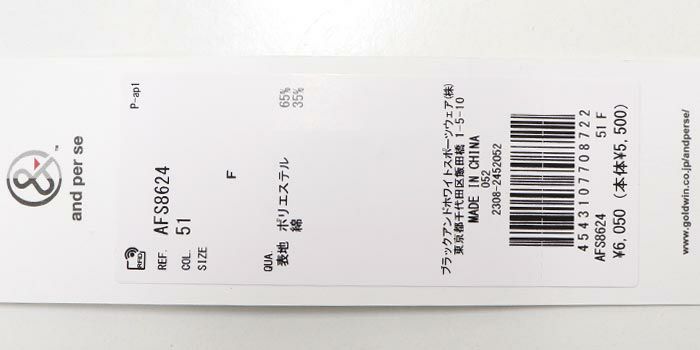 &
™
and per se
P-ap1
RFID
REF. AFS8624
COL. 51
SIZE F
QUA
表地 ポリエステル 65%
綿 35%
ブラックアンドホワイトスポーツウェア(株)
東京都千代田区飯田橋 1-5-10
MADE IN CHINA
052
2308-2452052
4543107708722
AFS8624 51 F
¥6,050 (本体¥5,500)
www.goldwin.co.jp/andperse/